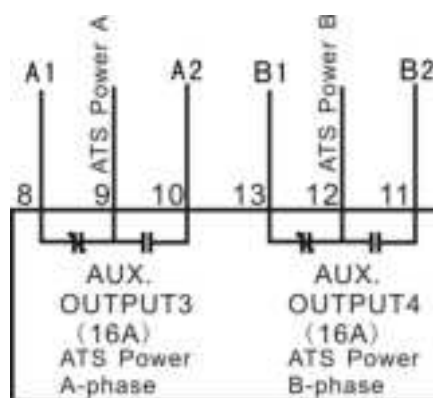 A1
ATS Power A
A2
B1
ATS Power B
B2
8
9
10
13
12
11
AUX.
OUTPUT3
(16A)
ATS Power
A-phase
AUX.
OUTPUT4
(16A)
ATS Power
B-phase